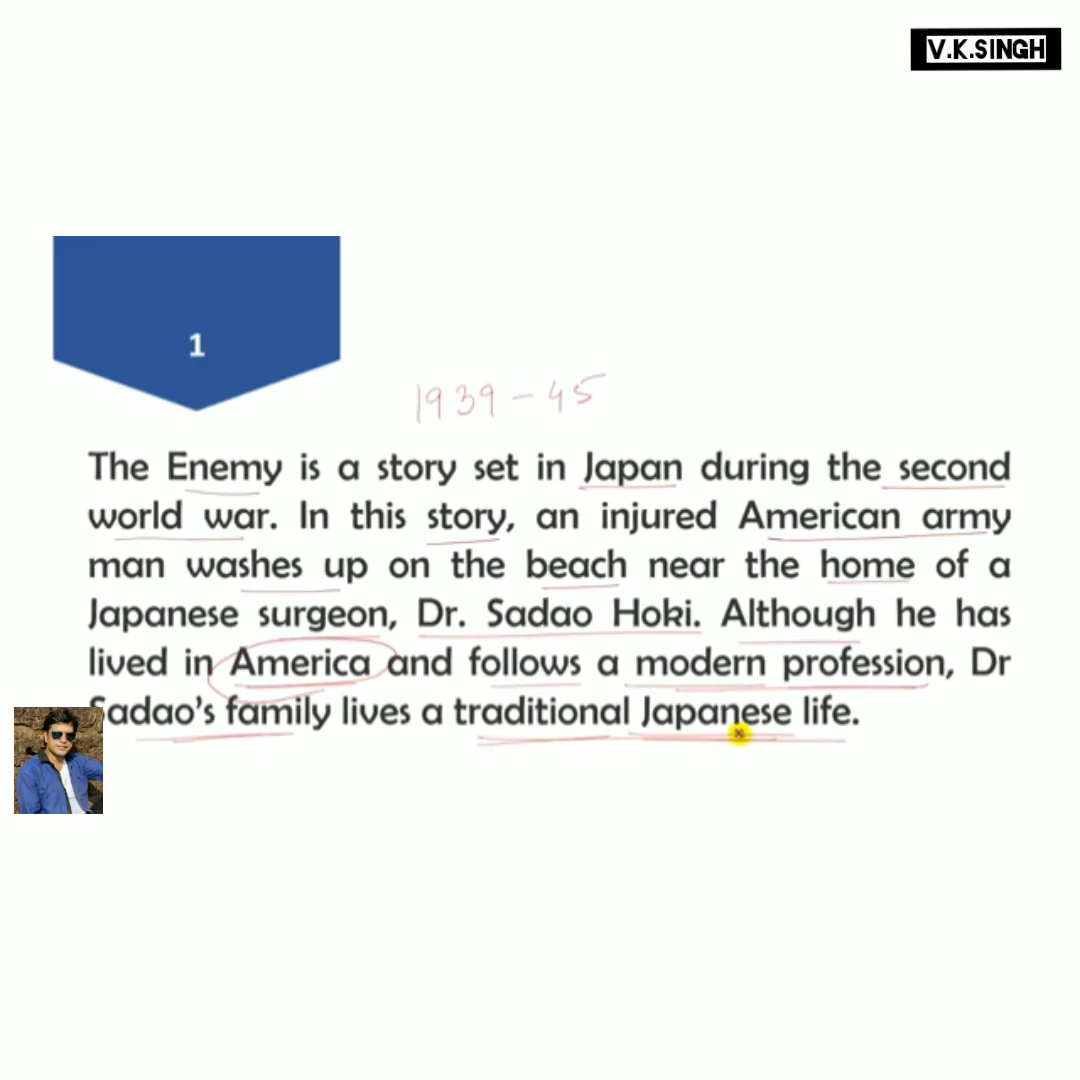 V.K.SINGH
1
1939-45
The Enemy is a story set in Japan during the second
world war. In this story, an injured American army
man washes up on the beach near the home of a
Japanese surgeon, Dr. Sadao Hoki. Although he has
lived in America and follows a modern profession, Dr
Sadao's family lives a traditional Japanese life.